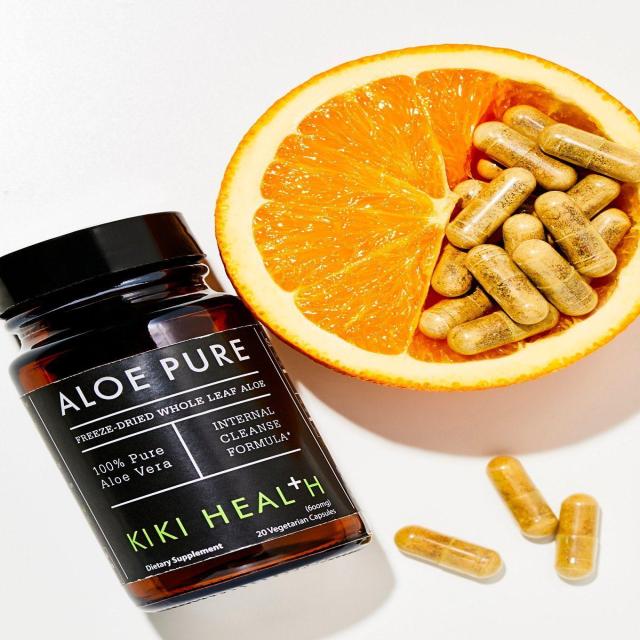 ALOE PURE
FREEZE-DRIED WHOLE LEAF ALOE
100% Pure
Aloe Vera
INTERNAL
CLEANSE
FORMULA*
KIKI HEALTH
(600mg)
Dietary Supplement
20 Vegetarian Capsules